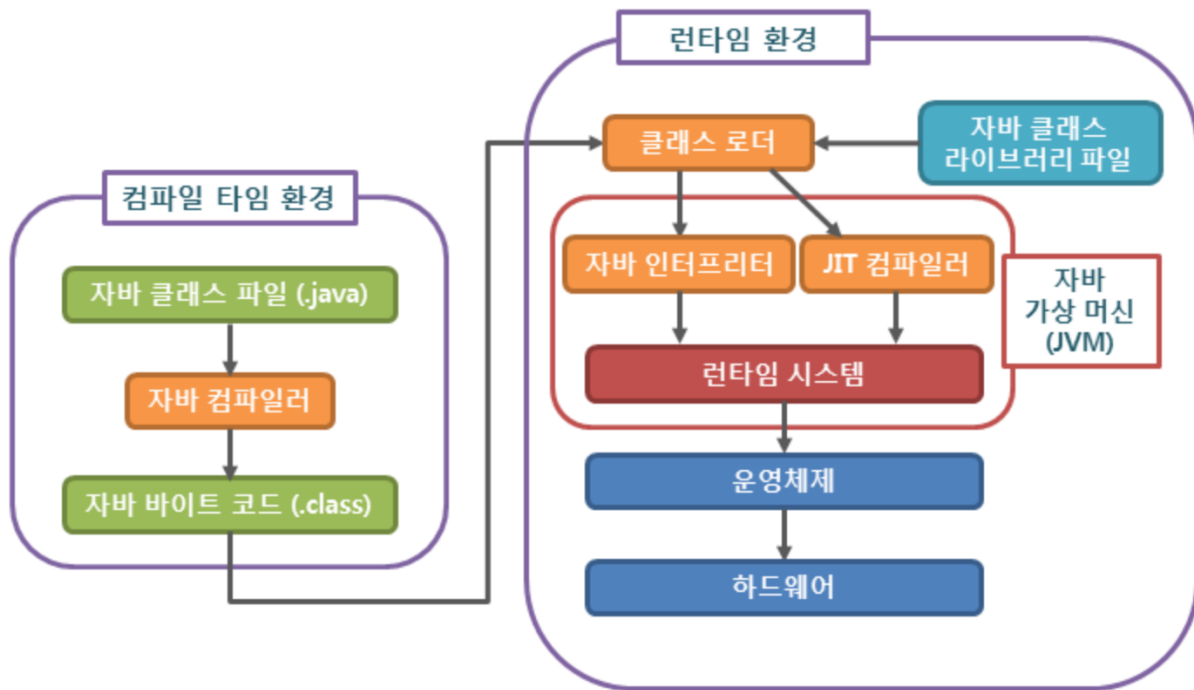 컴파일 타임 환경
자바 클래스 파일 (.java)
자바 컴파일러
자바 바이트 코드 (.class)
런타임 환경
클래스 로더
자바 클래스
라이브러리 파일
자바 인터프리터
JIT 컴파일러
자바
가상 머신
(JVM)
런타임 시스템
운영체제
하드웨어